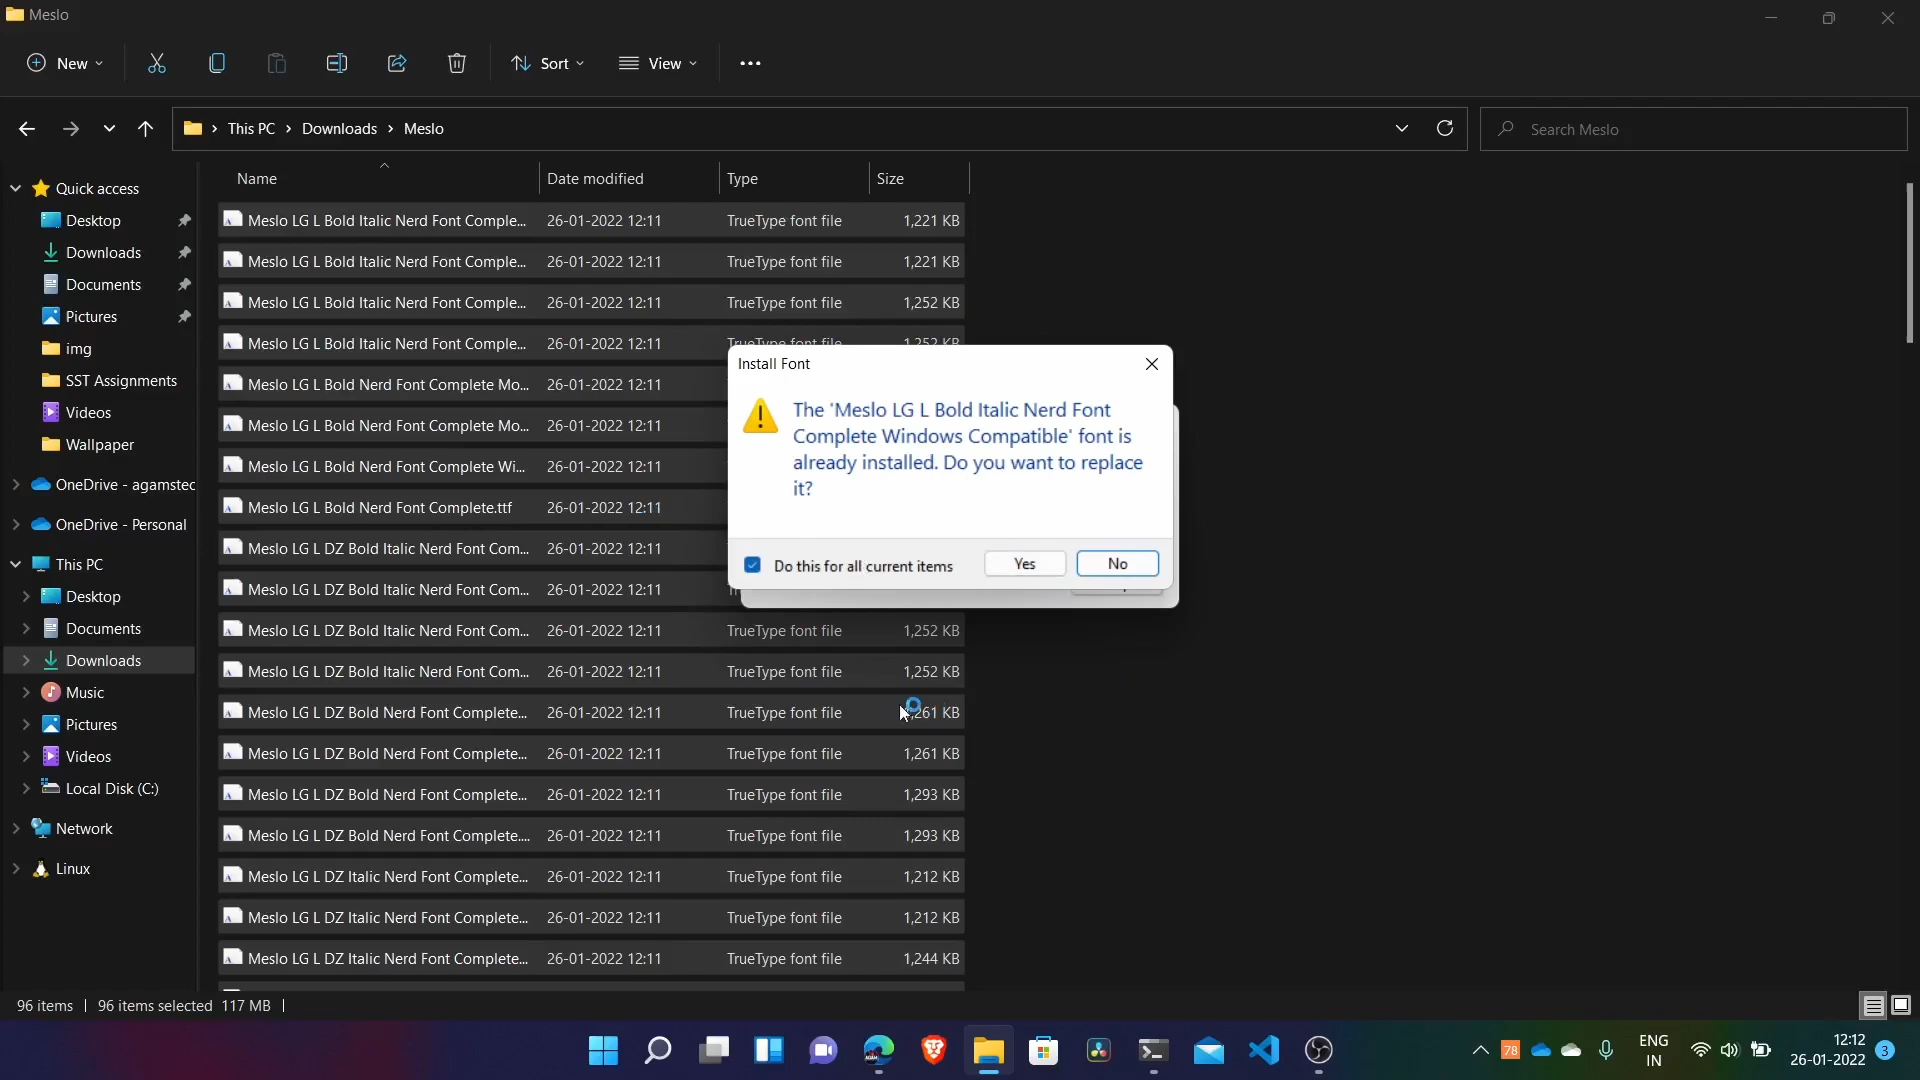 Meslo
New
Sort
View
This PC
Downloads
Meslo
Search Meslo
Quick access
Desktop
Downloads
Documents
Pictures
img
SST Assignments
Videos
Wallpaper
OneDrive - agamstec
OneDrive - Personal
This PC
Desktop
Documents
Downloads
Music
Pictures
Videos
Local Disk (C:)
Network
Linux
Name Date modified Type Size
Meslo LG L Bold Italic Nerd Font Comple... 26-01-2022 12:11 TrueType font file 1,221 KB
Meslo LG L Bold Italic Nerd Font Comple... 26-01-2022 12:11 TrueType font file 1,221 KB
Meslo LG L Bold Italic Nerd Font Comple... 26-01-2022 12:11 TrueType font file 1,252 KB
Meslo LG L Bold Italic Nerd Font Comple... 26-01-2022 12:11 TrueType font file 1,252 KB
Meslo LG L Bold Nerd Font Complete Mo... 26-01-2022 12:11
Meslo LG L Bold Nerd Font Complete Mo... 26-01-2022 12:11
Meslo LG L Bold Nerd Font Complete Wi... 26-01-2022 12:11
Meslo LG L Bold Nerd Font Complete.ttf 26-01-2022 12:11
Meslo LG L DZ Bold Italic Nerd Font Com... 26-01-2022 12:11
Meslo LG L DZ Bold Italic Nerd Font Com... 26-01-2022 12:11
Meslo LG L DZ Bold Italic Nerd Font Com... 26-01-2022 12:11 TrueType font file 1,252 KB
Meslo LG L DZ Bold Italic Nerd Font Com... 26-01-2022 12:11 TrueType font file 1,252 KB
Meslo LG L DZ Bold Nerd Font Complete... 26-01-2022 12:11 TrueType font file ,261 KB
Meslo LG L DZ Bold Nerd Font Complete... 26-01-2022 12:11 TrueType font file 1,261 KB
Meslo LG L DZ Bold Nerd Font Complete... 26-01-2022 12:11 TrueType font file 1,293 KB
Meslo LG L DZ Bold Nerd Font Complete.... 26-01-2022 12:11 TrueType font file 1,293 KB
Meslo LG L DZ Italic Nerd Font Complete... 26-01-2022 12:11 TrueType font file 1,212 KB
Meslo LG L DZ Italic Nerd Font Complete... 26-01-2022 12:11 TrueType font file 1,212 KB
Meslo LG L DZ Italic Nerd Font Complete... 26-01-2022 12:11 TrueType font file 1,244 KB
Install Font
The 'Meslo LG L Bold Italic Nerd Font
Complete Windows Compatible' font is
already installed. Do you want to replace
it?
Do this for all current items
Yes
No
96 items
96 items selected 117 MB
78
ENG
IN
12:12
26-01-2022
3